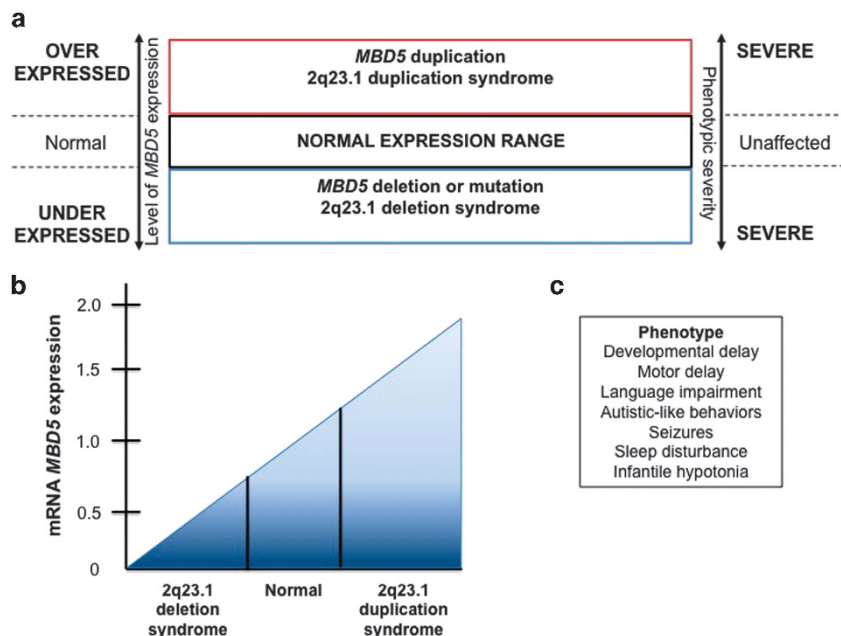 a
OVER
EXPRESSED
Normal
UNDER
EXPRESSED
Level of MBD5 expression
MBD5 duplication
2q23.1 duplication syndrome
NORMAL EXPRESSION RANGE
MBD5 deletion or mutation
2q23.1 deletion syndrome
Phenotypic severity
SEVERE
Unaffected
SEVERE
b
mRNA MBD5 expression
2.0
1.5
1.0
0.5
0
2q23.1
deletion
syndrome
Normal
2q23.1
duplication
syndrome
c
Phenotype
Developmental delay
Motor delay
Language impairment
Autistic-like behaviors
Seizures
Sleep disturbance
Infantile hypotonia